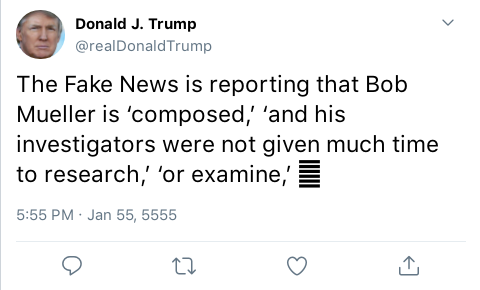 Donald J. Trump
@realDonaldTrump
The Fake News is reporting that Bob
Mueller is ‘composed,’ ‘and his
investigators were not given much time
to research,’ ‘or examine,’
5:55 PM · Jan 55, 5555